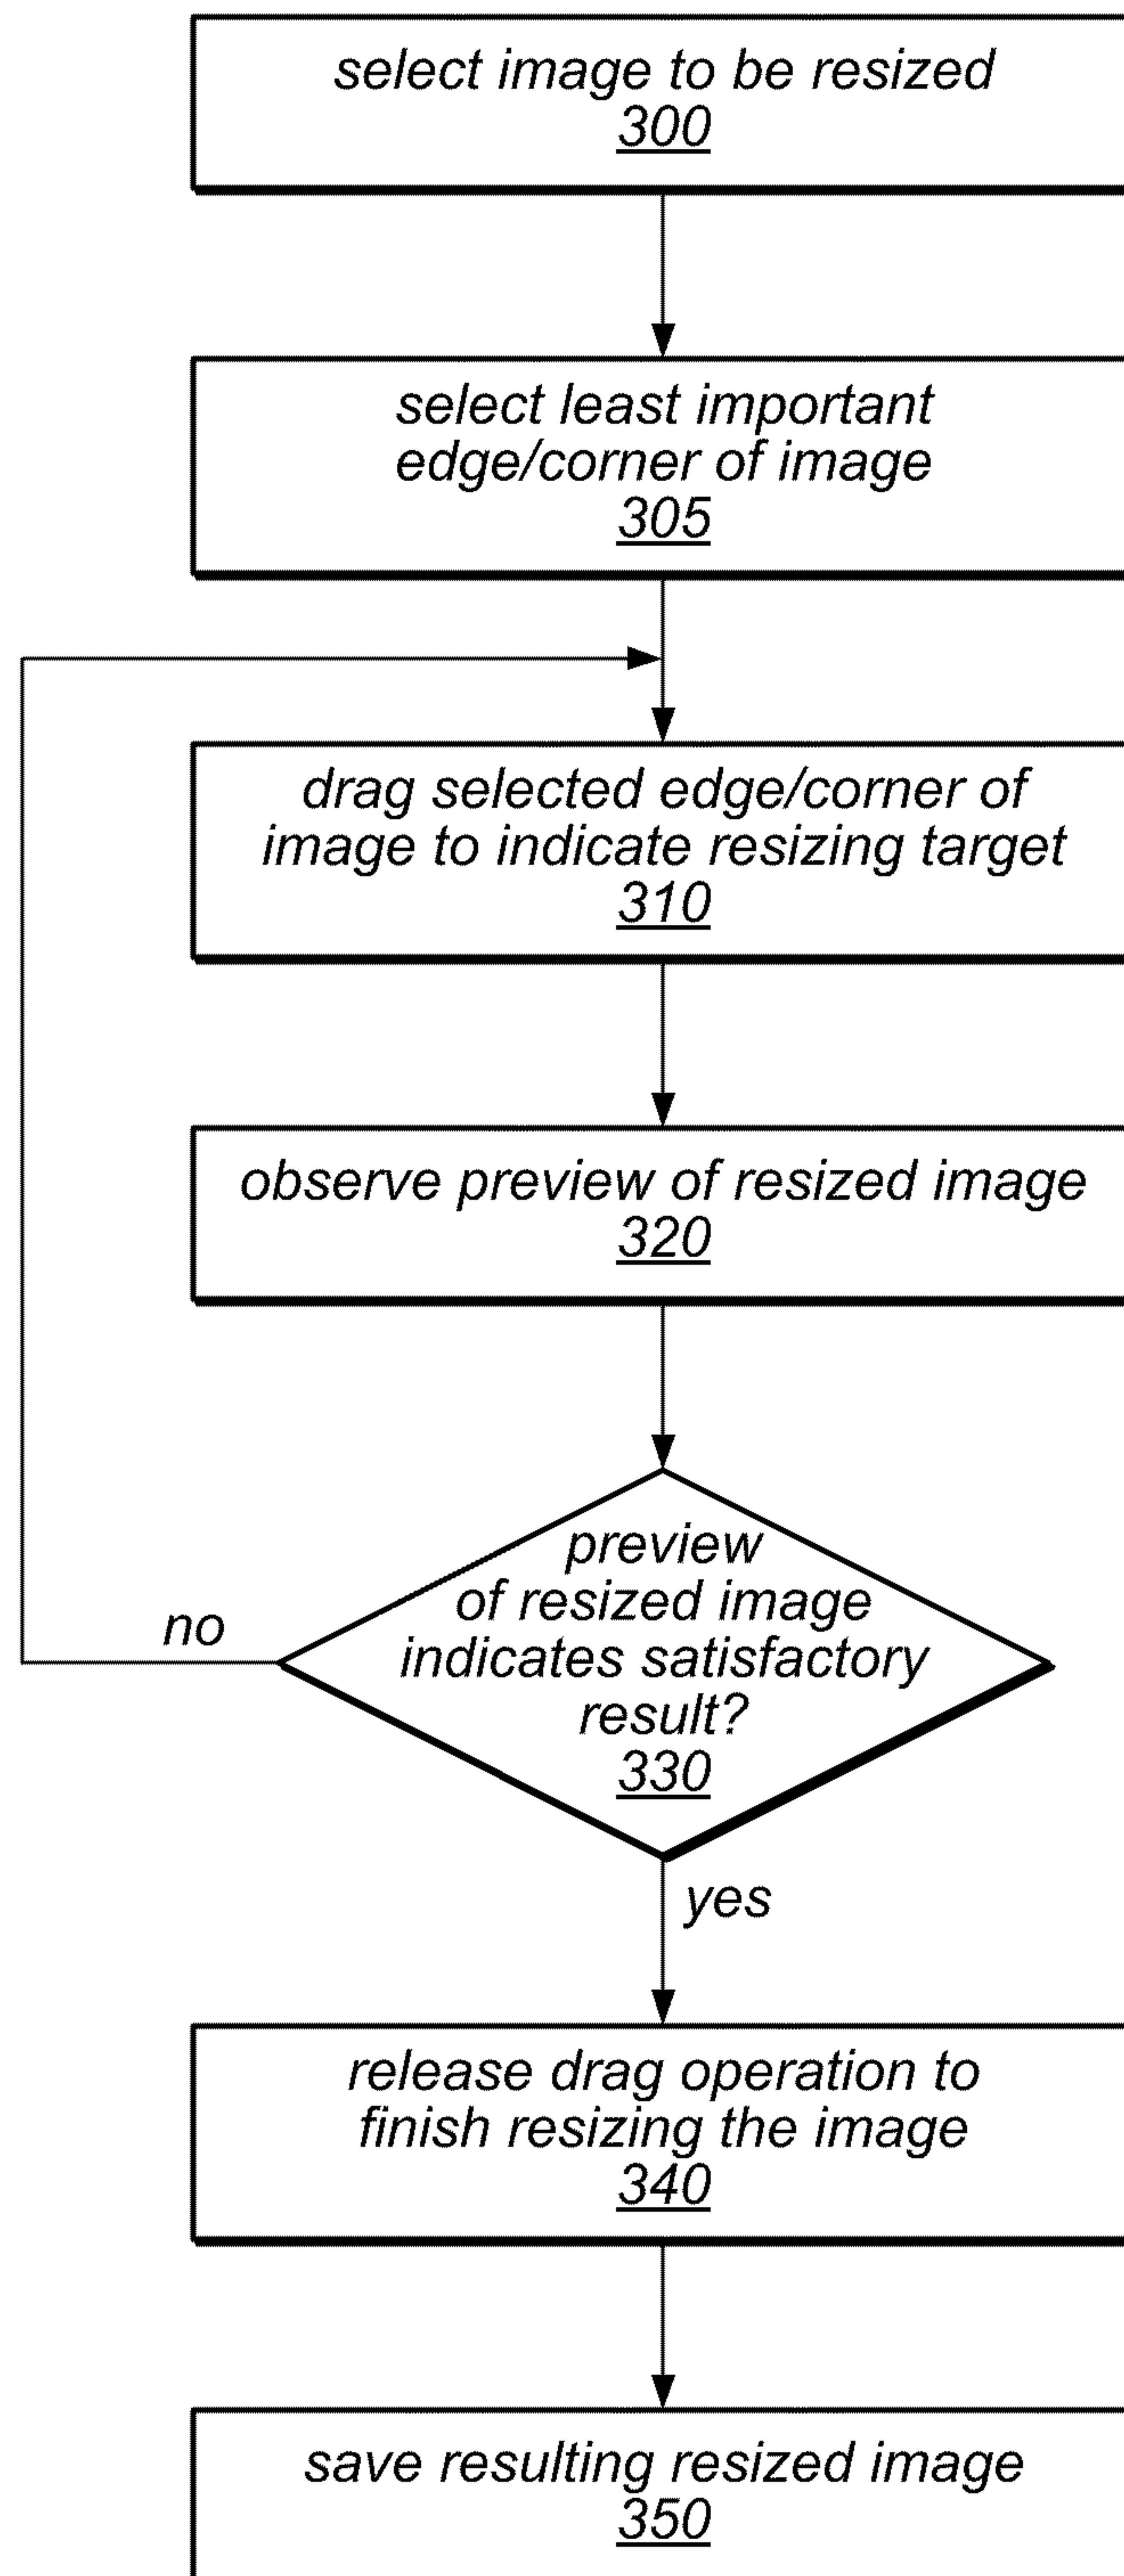 select image to be resized
300
select least important
edge/corner of image
305
drag selected edge/corner of
image to indicate resizing target
310
observe preview of resized image
320
preview
of resized image
indicates satisfactory
result?
330
no
yes
release drag operation to
finish resizing the image
340
save resulting resized image
350